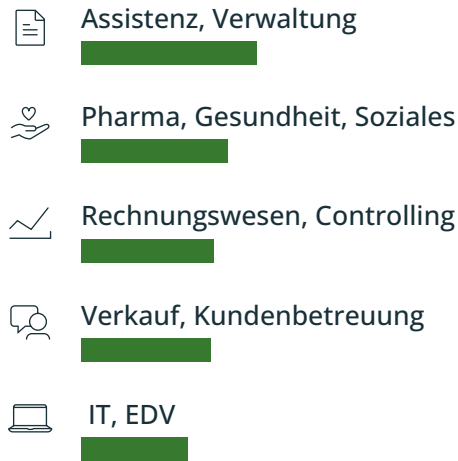 Assistenz, Verwaltung
Pharma, Gesundheit, Soziales
Rechnungswesen, Controlling
Verkauf, Kundenbetreuung
IT, EDV